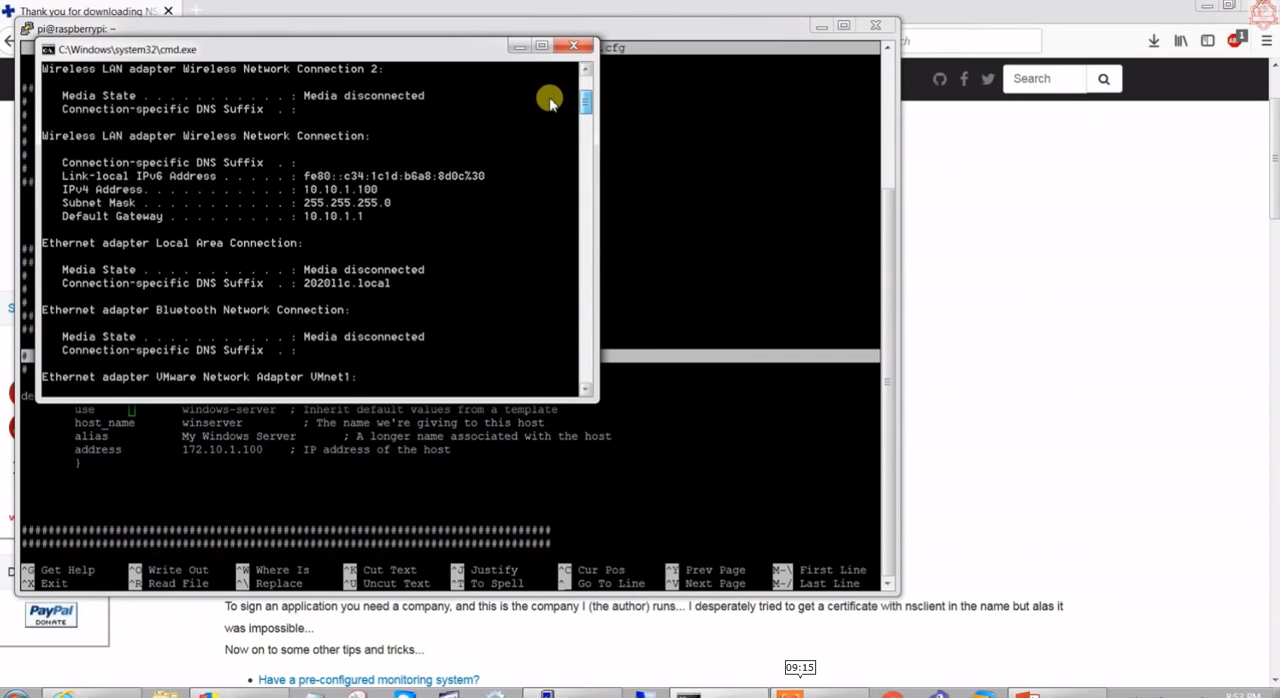 Thank you for downloading NS
pi@raspberrypi: ~
.cfg
C:\Windows\system32\cmd.exe
Wireless LAN adapter Wireless Network Connection 2:
Media State . . . . . . . . . . . : Media disconnected
Connection-specific DNS Suffix  . :
Wireless LAN adapter Wireless Network Connection:
Connection-specific DNS Suffix  . :
Link-local IPv6 Address . . . . . : fe80::c34:1c1d:b6a8:8d0c%30
IPv4 Address. . . . . . . . . . . : 10.10.1.100
Subnet Mask . . . . . . . . . . . : 255.255.255.0
Default Gateway . . . . . . . . . : 10.10.1.1
Ethernet adapter Local Area Connection:
Media State . . . . . . . . . . . : Media disconnected
Connection-specific DNS Suffix  . : 2020llc.local
Ethernet adapter Bluetooth Network Connection:
Media State . . . . . . . . . . . : Media disconnected
Connection-specific DNS Suffix  . :
Ethernet adapter VMware Network Adapter VMnet1:
Search
use windows-server ; Inherit default values from a template
host_name winserver ; The name we're giving to this host
alias My Windows Server ; A longer name associated with the host
address 172.10.1.100 ; IP address of the host
}
###############################################################################
###############################################################################
^G Get Help ^O Write Out ^W Where Is ^K Cut Text ^J Justify ^C Cur Pos ^Y Prev Page M-\ First Line
^X Exit ^R Read File ^\ Replace ^U Uncut Text ^T To Spell ^_ Go To Line ^V Next Page M-/ Last Line
PayPal
DONATE
To sign an application you need a company, and this is the company I (the author) runs... I desperately tried to get a certificate with nsclient in the name but alas it
was impossible...
Now on to some other tips and tricks...
• Have a pre-configured monitoring system?
09:15